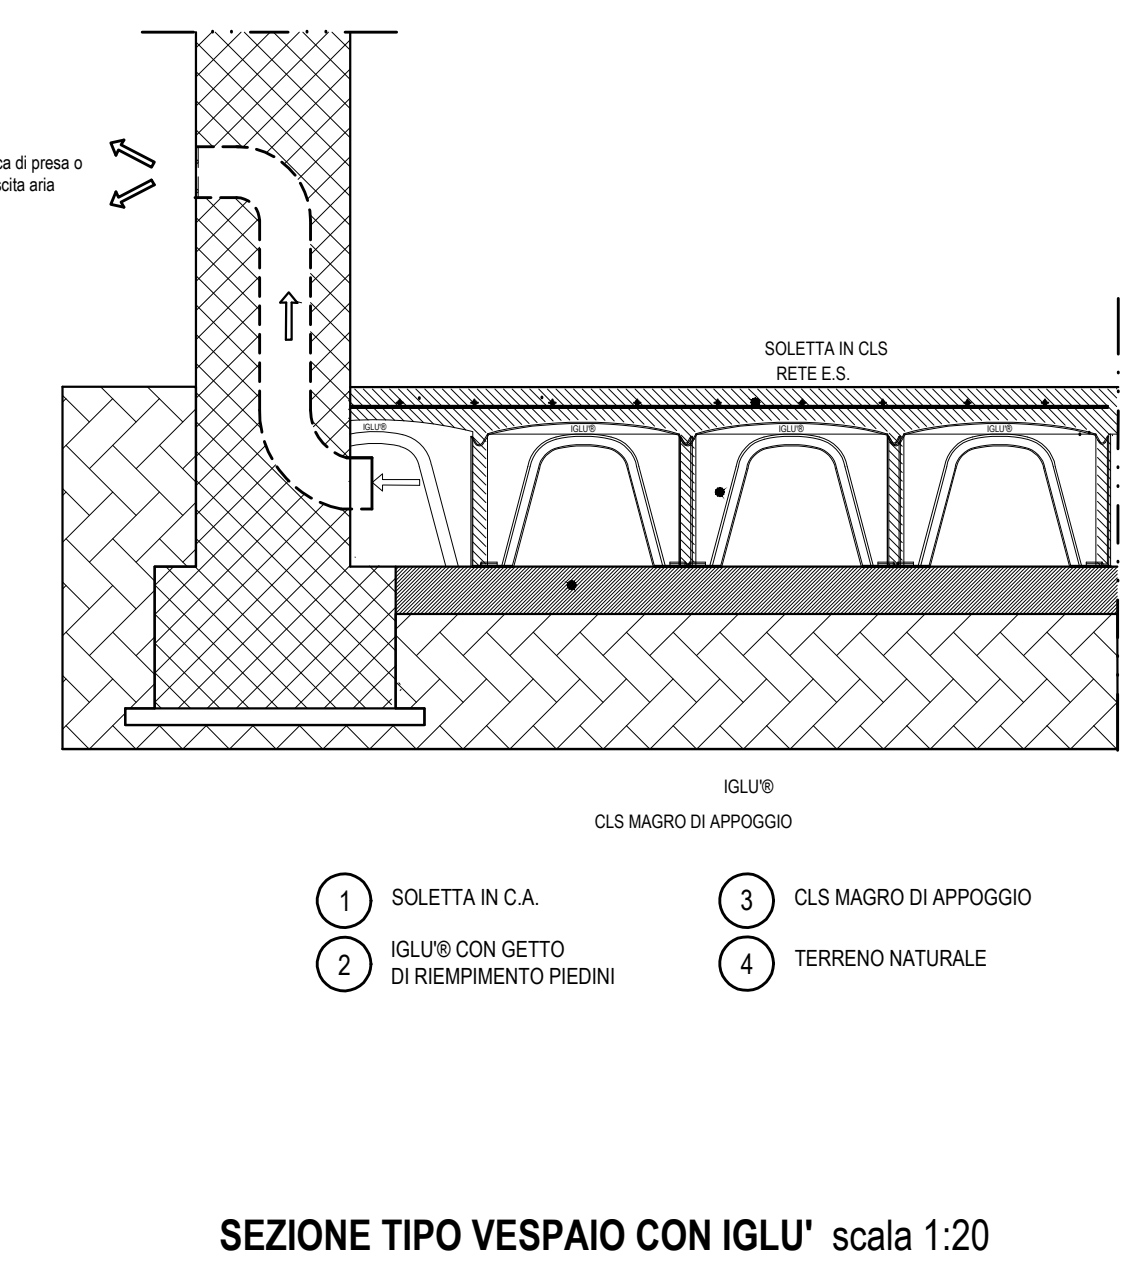 di presa o
aria
SOLETTA IN CLS
RETE E.S.
IGLU'®
IGLU'®
IGLU'®
IGLU'®
IGLU'®
CLS MAGRO DI APPOGGIO
1 SOLETTA IN C.A.
2 IGLU'® CON GETTO
DI RIEMPIMENTO PIEDINI
3 CLS MAGRO DI APPOGGIO
4 TERRENO NATURALE
SEZIONE TIPO VESPAIO CON IGLU' scala 1:20